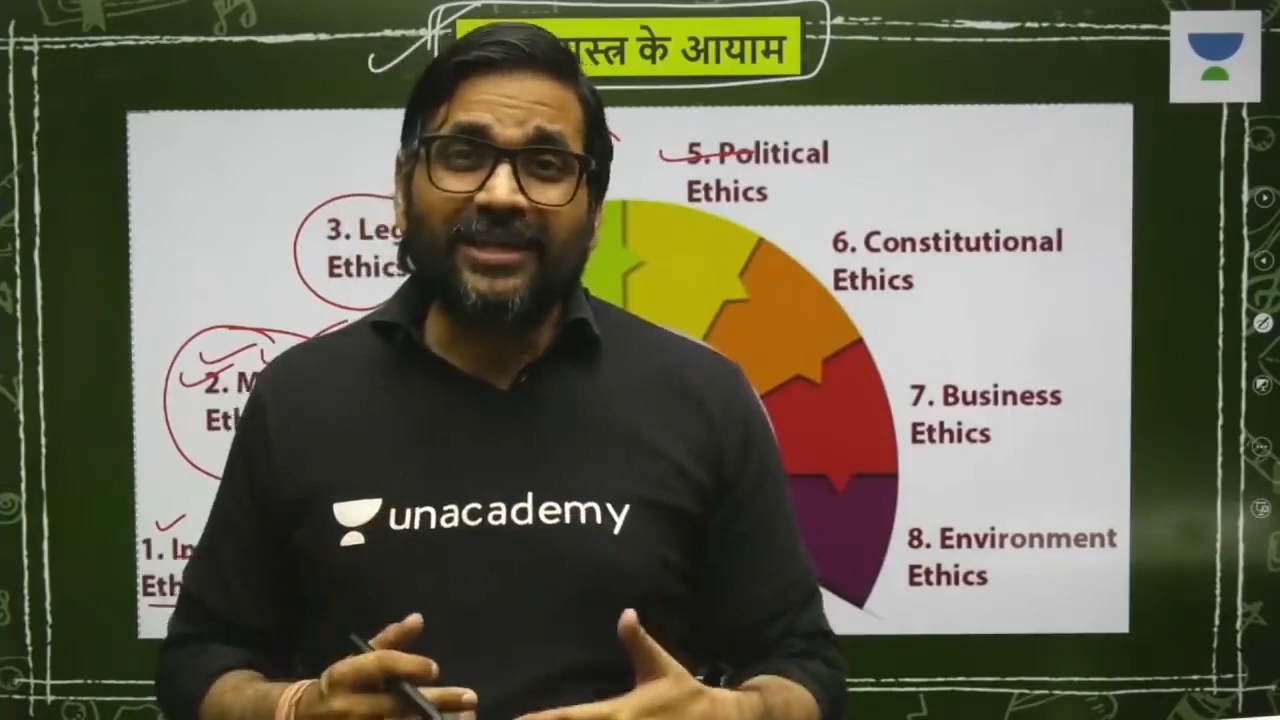 के आयाम
5. Political
Ethics
3. Leg
Ethics
6. Constitutional
Ethics
2. M
Eth
7. Business
Ethics
unacademy
1. In
Eth
8. Environment
Ethics